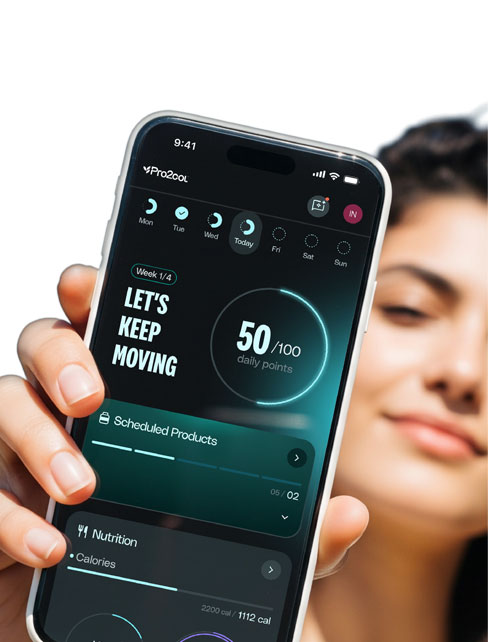 9:41
Pro2col
IN
Mon Tue Wed Today Fri Sat Sun
Week 1/4
LET'S
KEEP
MOVING
50/100
daily points
Scheduled Products
05 / 02
Nutrition
Calories
2200 cal / 1112 cal